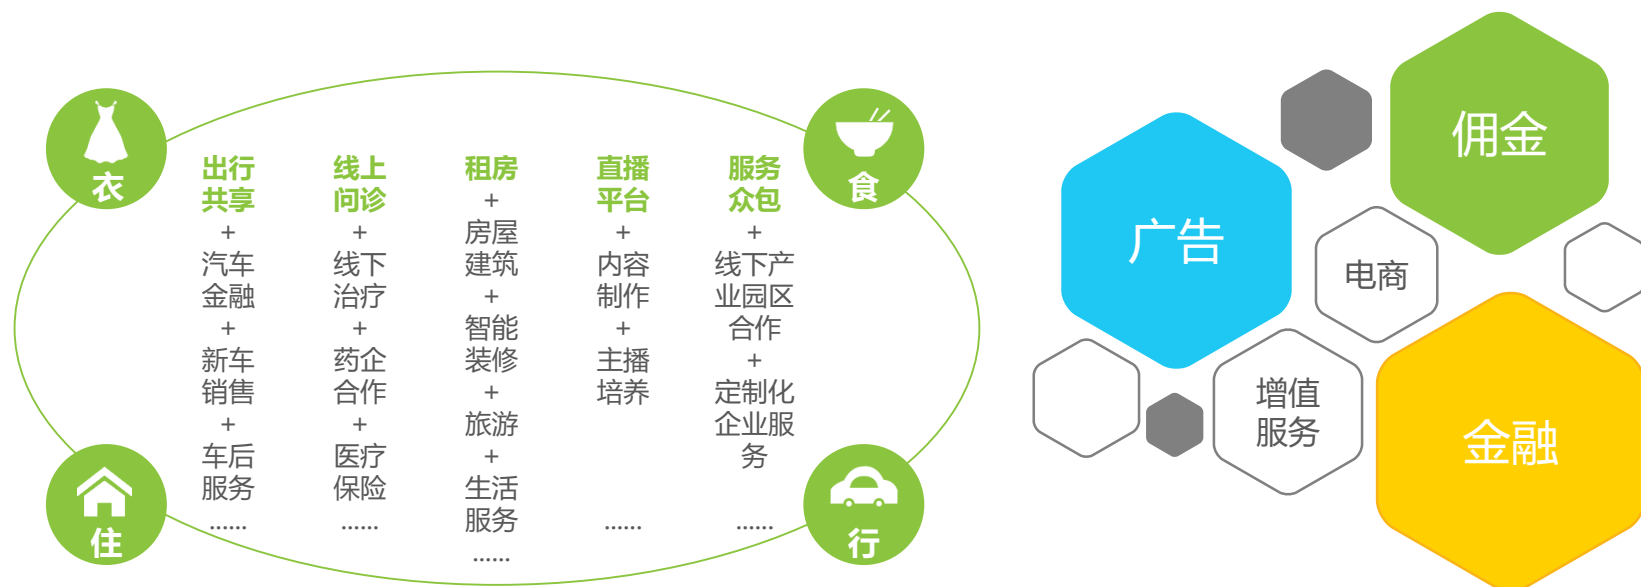 衣
食
住
行
出行
共享
+
汽车
金融
+
新车
销售
+
车后
服务
......
线上
问诊
+
线下
治疗
+
药企
合作
+
医疗
保险
......
租房
+
房屋
建筑
+
智能
装修
+
旅游
+
生活
服务
......
直播
平台
+
内容
制作
+
主播
培养
......
服务
众包
+
线下产
业园区
合作
+
定制化
企业服
务
......
佣金
广告
电商
增值
服务
金融